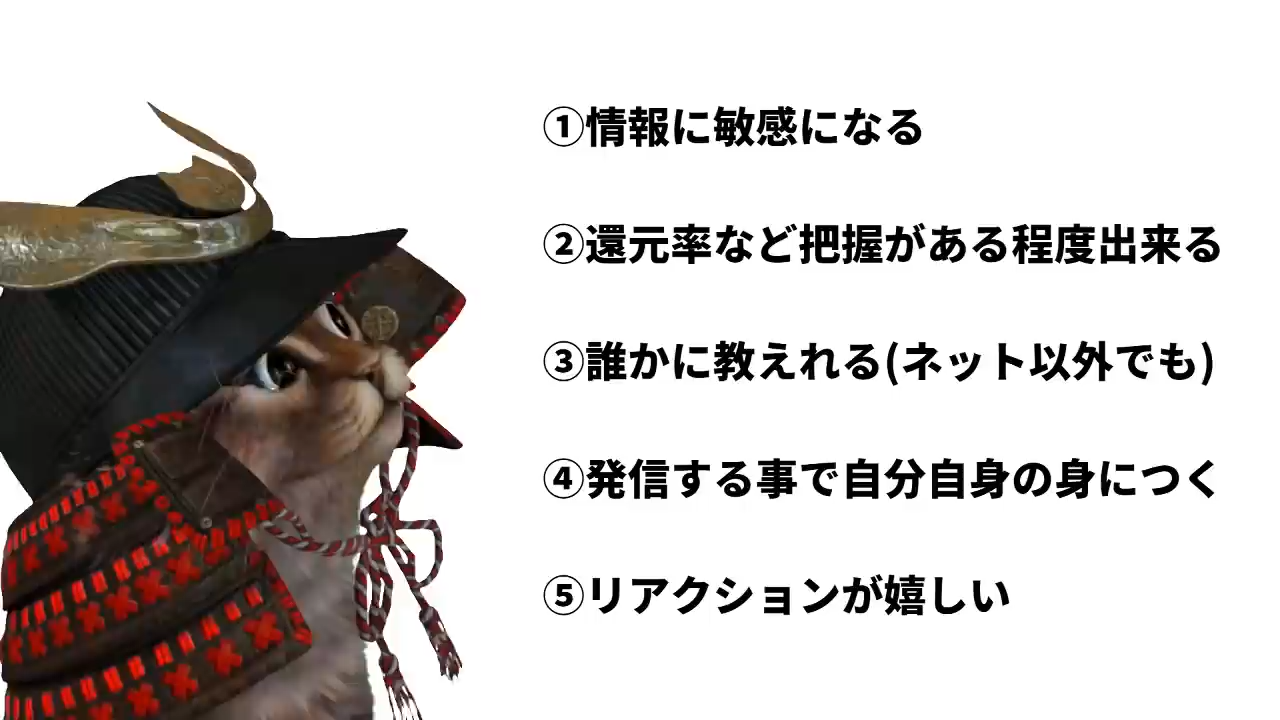 ①情報に敏感になる
②還元率など把握がある程度出来る
③誰かに教えれる(ネット以外でも)
④発信する事で自分自身の身につく
⑤リアクションが嬉しい